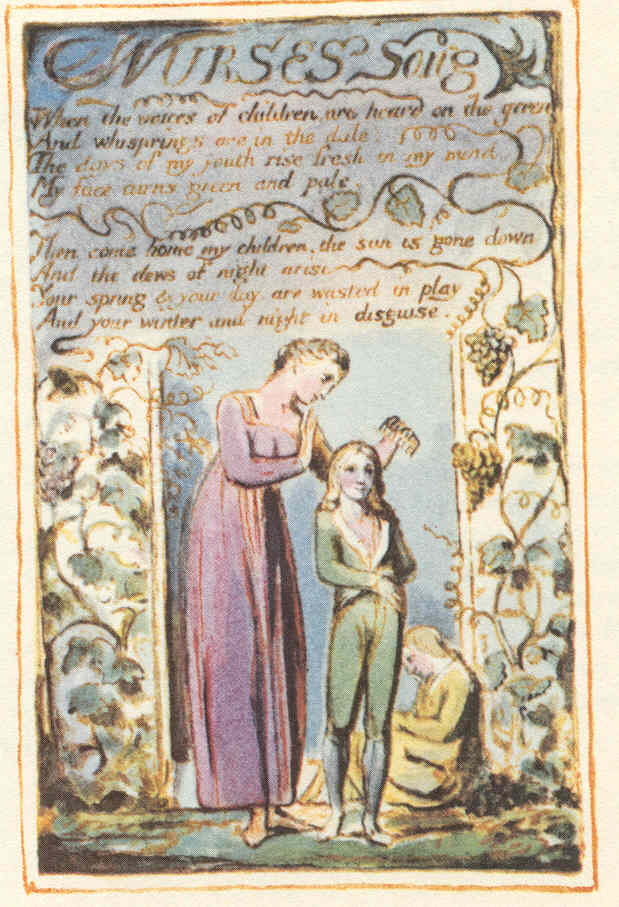 NURSES Song
When the voices of children, are heard on the green
And whisprings are in the dale:
The days of my youth rise fresh in my mind,
My face turns green and pale.
Then come home my children, the sun is gone down
And the dews of night arise
Your spring & your day, are wasted in play
And your winter and night in disguise.